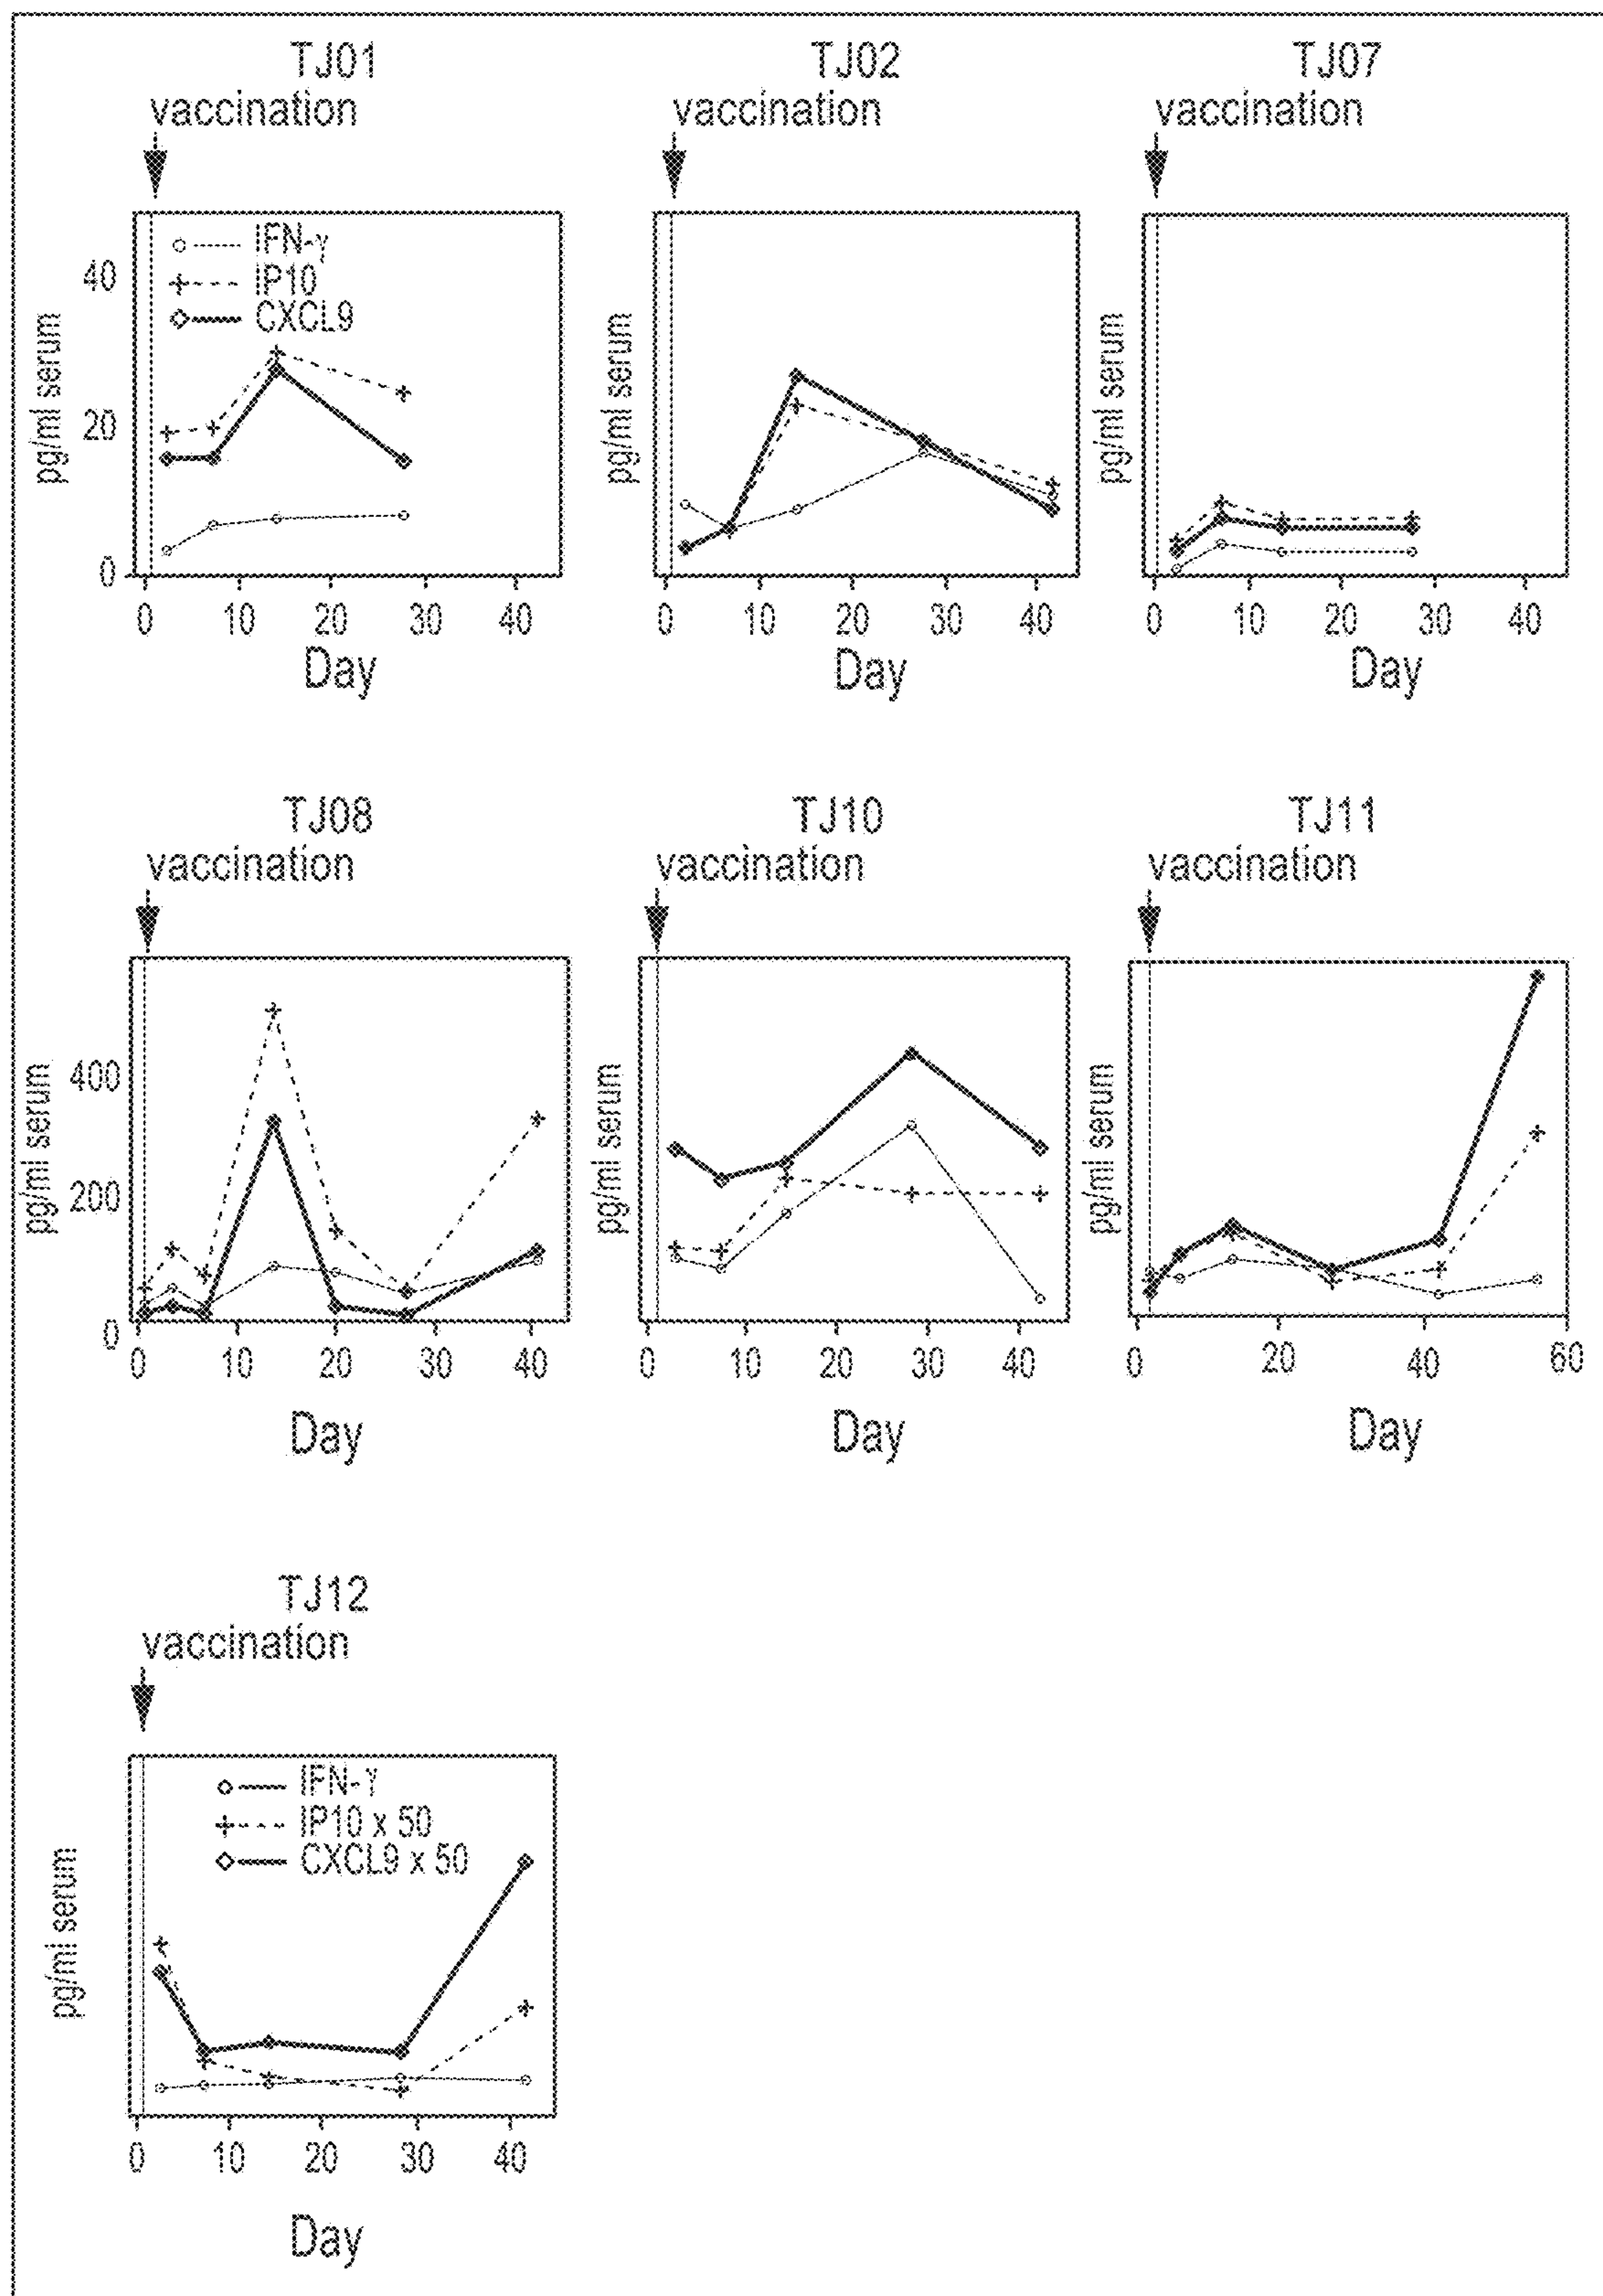 TJ01
vaccination
TJ02
vaccination
TJ07
vaccination
IFN-γ
IP10
CXCL9
40
20
0
pg/ml serum
pg/ml serum
pg/ml serum
0 10 20 30 40
0 10 20 30 40
0 10 20 30 40
Day
Day
Day
TJ08
vaccination
TJ10
vaccination
TJ11
vaccination
400
200
0
pg/ml serum
pg/ml serum
pg/ml serum
0 10 20 30 40
0 10 20 30 40
0 20 40 60
Day
Day
Day
TJ12
vaccination
IFN-γ
IP10 x 50
CXCL9 x 50
pg/ml serum
0 10 20 30 40
Day